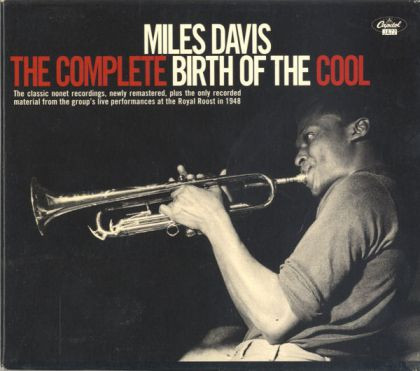 MILES DAVIS
THE COMPLETE BIRTH OF THE COOL
The classic nonet recordings, newly remastered, plus the only recorded
material from the group's live performances at the Royal Roost in 1948
Capitol
JAZZ